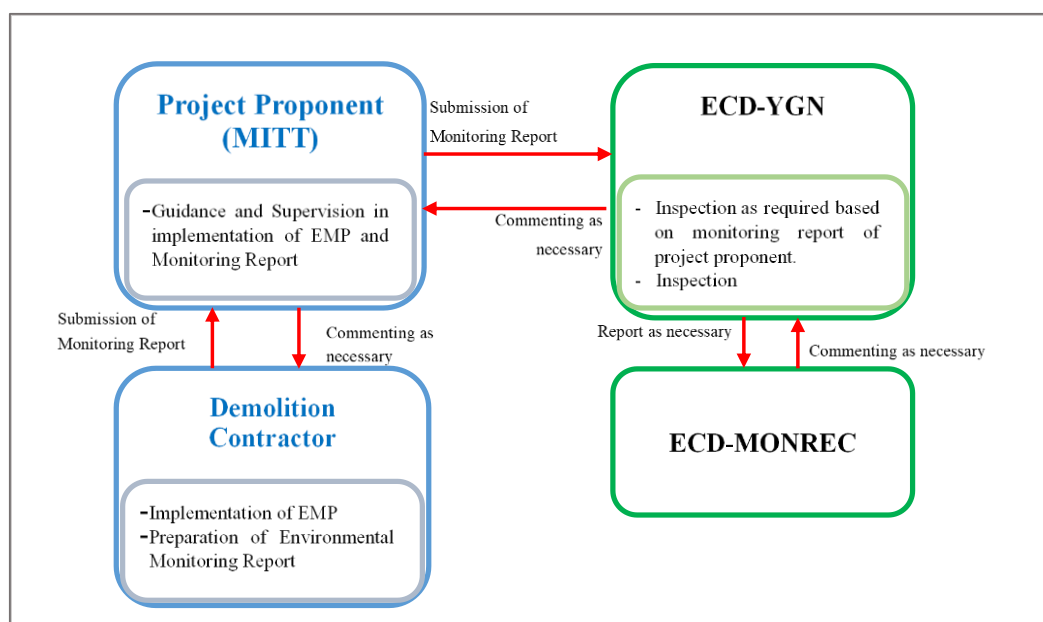 Project Proponent
(MITT)
-Guidance and Supervision in
implementation of EMP and
Monitoring Report
Submission of
Monitoring Report
Commenting as
necessary
ECD-YGN
- Inspection as required based
on monitoring report of
project proponent.
- Inspection
Submission of
Monitoring Report
Commenting as
necessary
Report as necessary
Commenting as necessary
Demolition
Contractor
-Implementation of EMP
-Preparation of Environmental
Monitoring Report
ECD-MONREC